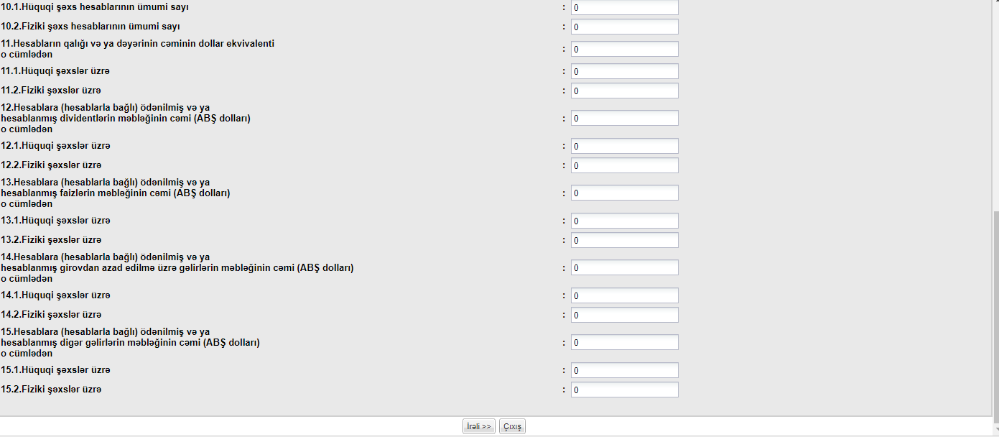 10.1.Hüquqi şəxs hesablarının ümumi sayı : 0
10.2.Fiziki şəxs hesablarının ümumi sayı : 0
11.Hesabların qalığı və ya dəyərinin cəminin dollar ekvivalenti
o cümlədən : 0
11.1.Hüquqi şəxslər üzrə : 0
11.2.Fiziki şəxslər üzrə : 0
12.Hesablara (hesablarla bağlı) ödənilmiş və ya
hesablanmış dividentlərin məbləğinin cəmi (ABŞ dolları) : 0
o cümlədən
12.1.Hüquqi şəxslər üzrə : 0
12.2.Fiziki şəxslər üzrə : 0
13.Hesablara (hesablarla bağlı) ödənilmiş və ya
hesablanmış faizlərin məbləğinin cəmi (ABŞ dolları) : 0
o cümlədən
13.1.Hüquqi şəxslər üzrə : 0
13.2.Fiziki şəxslər üzrə : 0
14.Hesablara (hesablarla bağlı) ödənilmiş və ya
hesablanmış girovdan azad edilmə üzrə gəlirlərin məbləğinin cəmi (ABŞ dolları) : 0
o cümlədən
14.1.Hüquqi şəxslər üzrə : 0
14.2.Fiziki şəxslər üzrə : 0
15.Hesablara (hesablarla bağlı) ödənilmiş və ya
hesablanmış digər gəlirlərin məbləğinin cəmi (ABŞ dolları) : 0
o cümlədən
15.1.Hüquqi şəxslər üzrə : 0
15.2.Fiziki şəxslər üzrə : 0
İrəli >> Çıxış